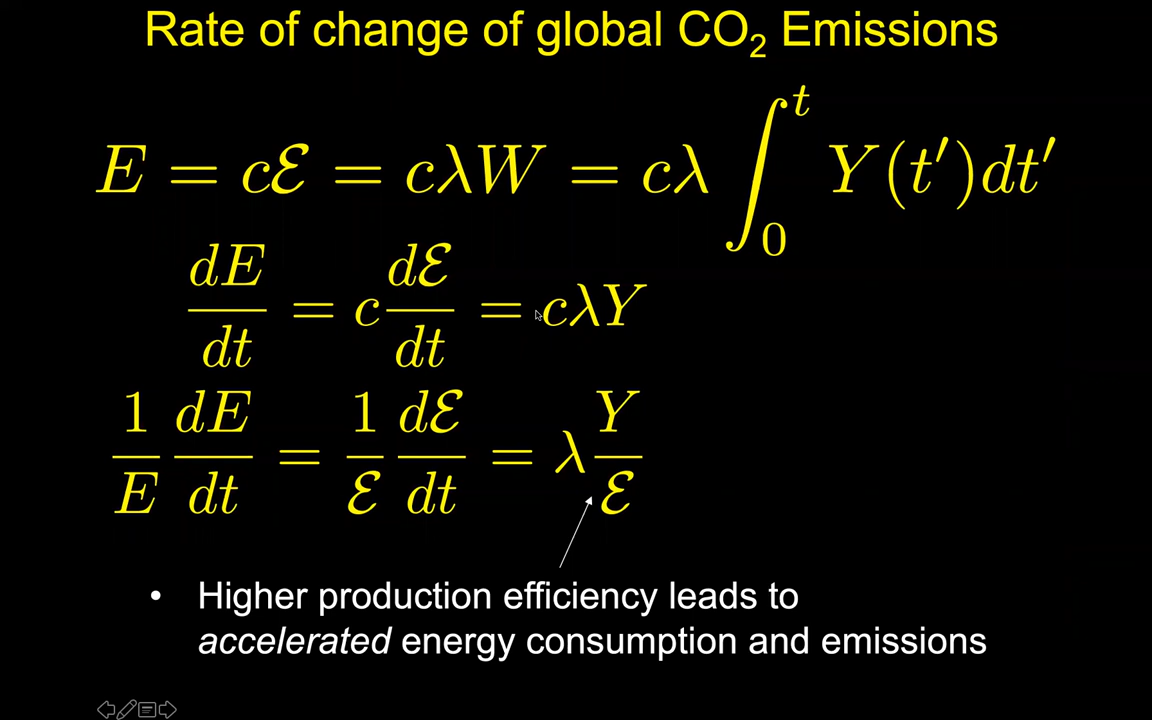 Rate of change of global CO₂ Emissions
E = cℰ = cλW = cλ ∫₀ᵗ Y(t′)dt′
dE/dt = c dℰ/dt = cλY
1/E dE/dt = 1/ℰ dℰ/dt = λ Y/ℰ
• Higher production efficiency leads to
accelerated energy consumption and emissions